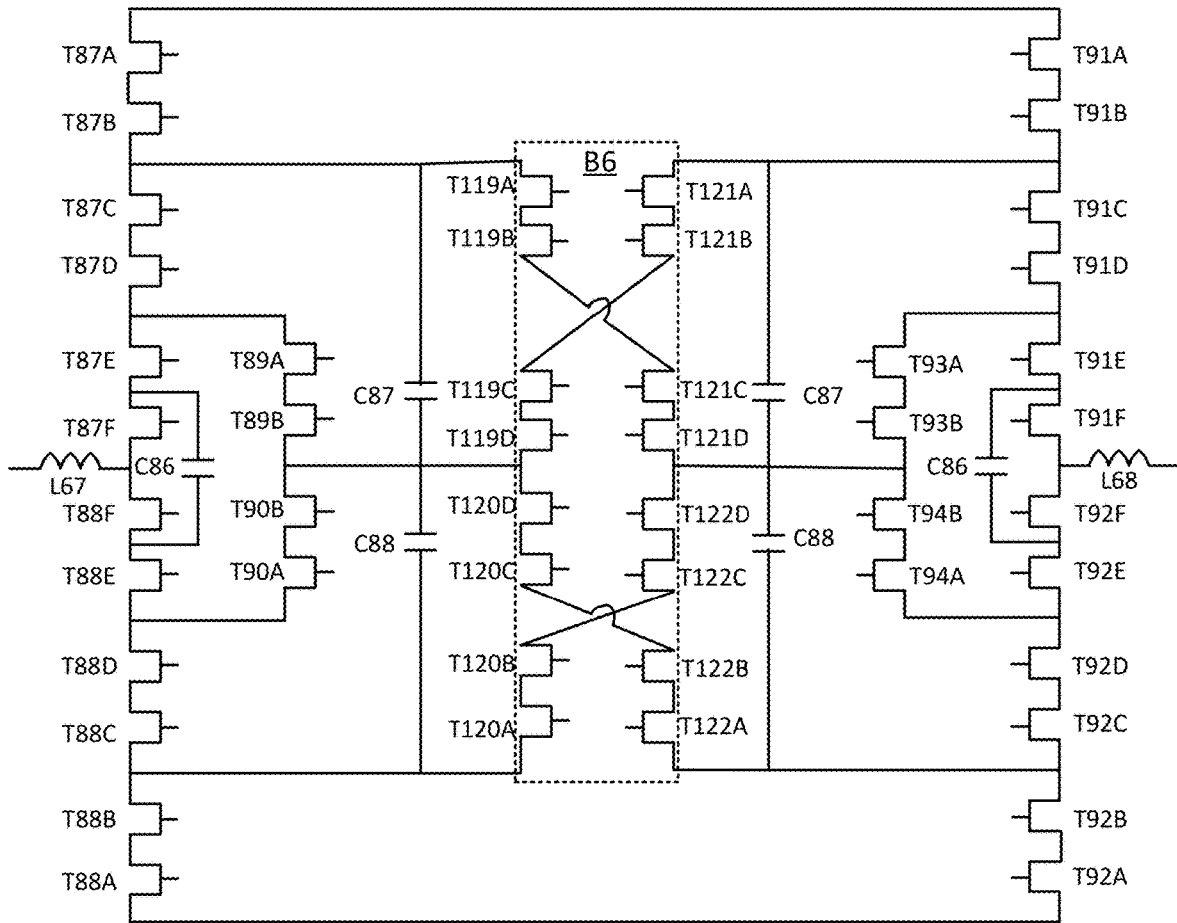 T87A
T91A
T87B
T91B
B6
T119A
T121A
T87C
T91C
T119B
T121B
T87D
T91D
T87E
T89A
T93A
T91E
C87
T119C
T121C
C87
T87F
T89B
T93B
T91F
T119D
T121D
C86
C86
L67
L68
T88F
T90B
T120D
T122D
T94B
T92F
C88
C88
T88E
T90A
T120C
T122C
T94A
T92E
T88D
T120B
T122B
T92D
T88C
T120A
T122A
T92C
T88B
T92B
T88A
T92A